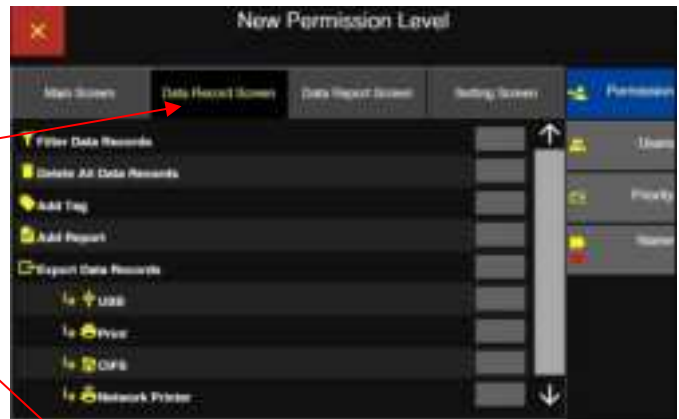 New Permission Level
Main Screen
Data Record Screen
Data Report Screen
Setting Screen
Permission
Users
Priority
Name
Filter Data Records
Delete All Data Records
Add Tag
Add Report
Export Data Records
USB
Print
CIFS
Network Printer